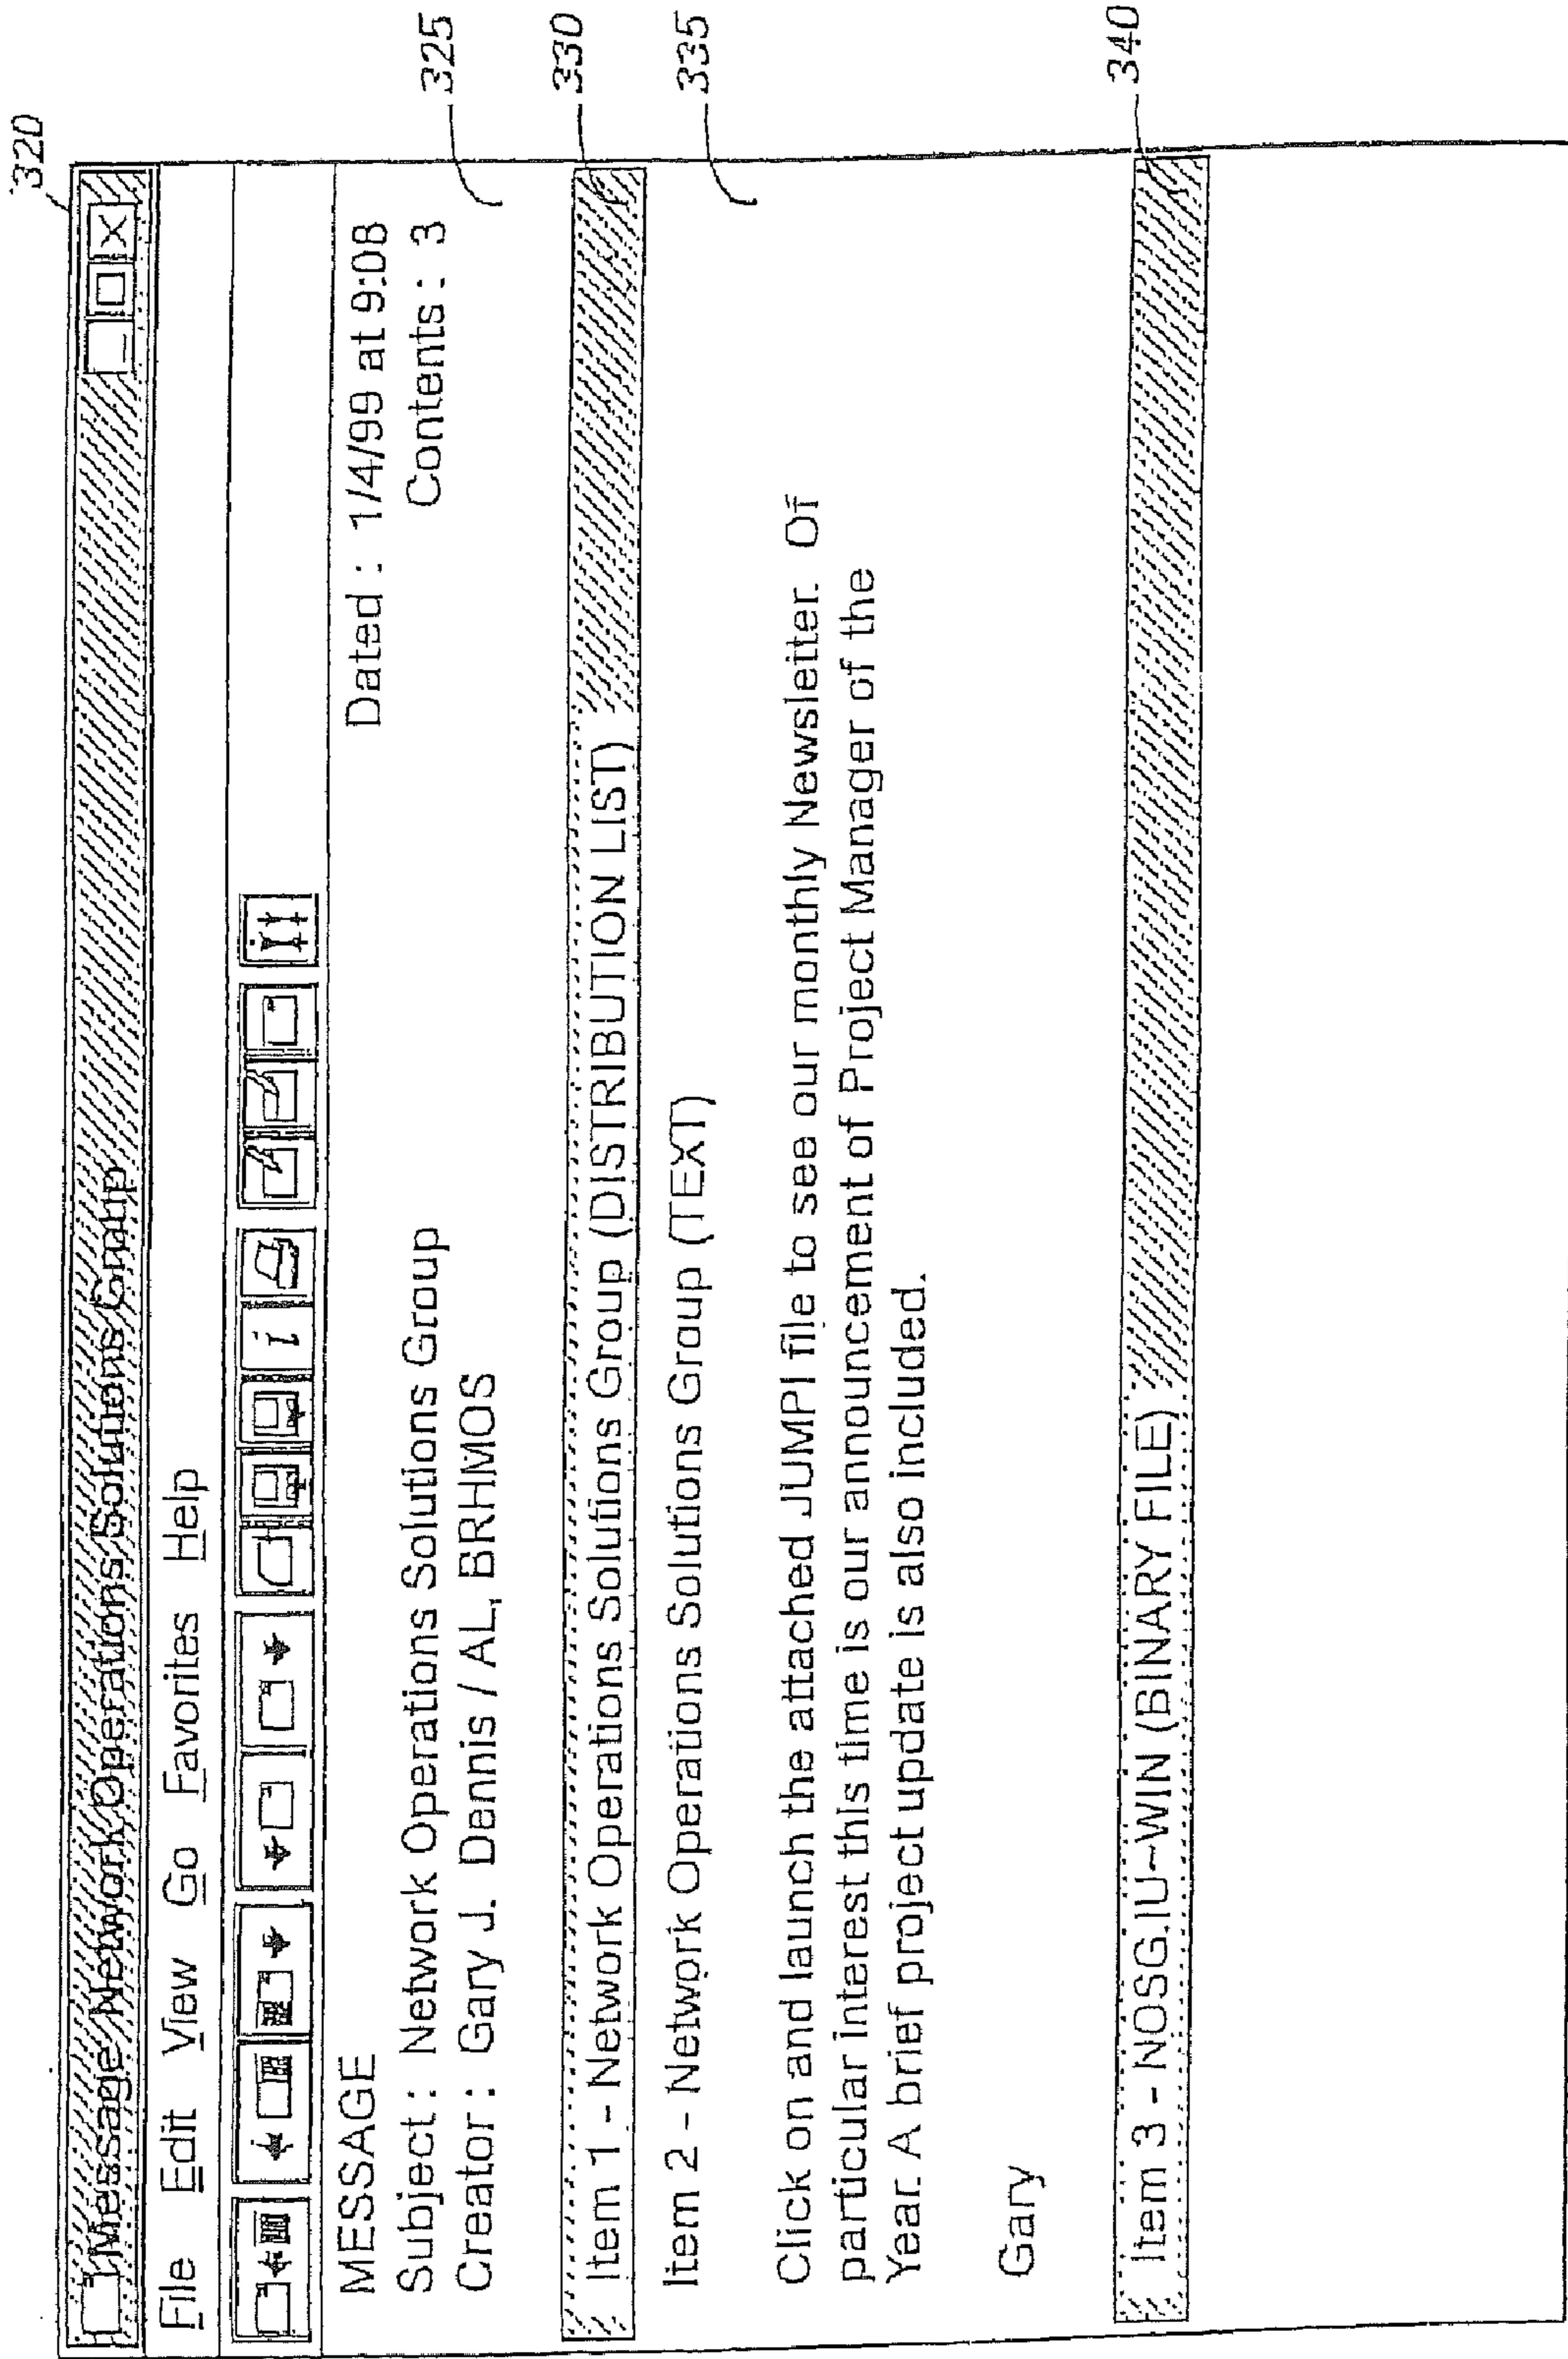 320
Message/Network Operations Solutions Group
File Edit View Go Favorites Help
MESSAGE
Dated : 1/4/99 at 9:08
Subject : Network Operations Solutions Group
Contents : 3
Creator : Gary J. Dennis / AL, BRHMOS
325
Item 1 - Network Operations Solutions Group (DISTRIBUTION LIST)
330
Item 2 - Network Operations Solutions Group (TEXT)
335
Click on and launch the attached JUMPI file to see our monthly Newsletter. Of
particular interest this time is our announcement of Project Manager of the
Year. A brief project update is also included.
Gary
Item 3 - NOSG.IU~WIN (BINARY FILE)
340